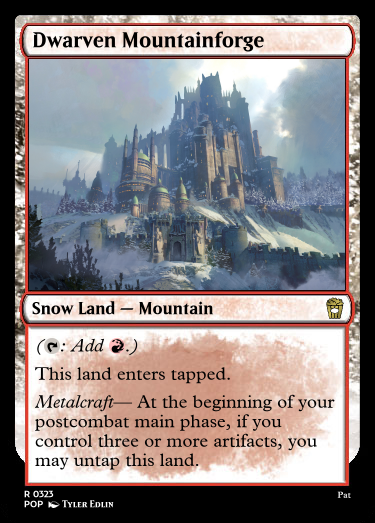 Dwarven Mountainforge
Snow Land — Mountain
(: Add .)
This land enters tapped.
Metalcraft— At the beginning of your
postcombat main phase, if you
control three or more artifacts, you
may untap this land.
R 0323
Pat
POP Tyler Edlin